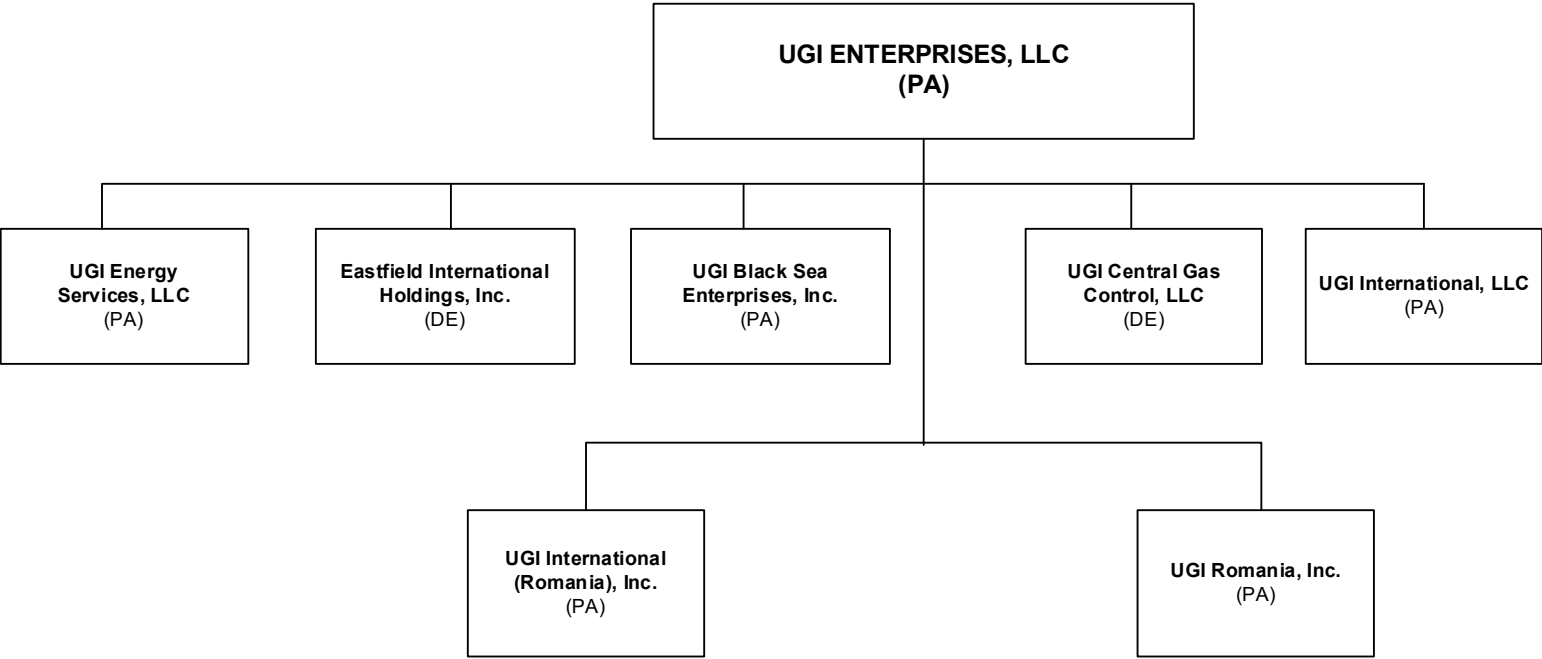 UGI ENTERPRISES, LLC
(PA)
UGI Energy
Services, LLC
(PA)
Eastfield International
Holdings, Inc.
(DE)
UGI Black Sea
Enterprises, Inc.
(PA)
UGI Central Gas
Control, LLC
(DE)
UGI International, LLC
(PA)
UGI International
(Romania), Inc.
(PA)
UGI Romania, Inc.
(PA)